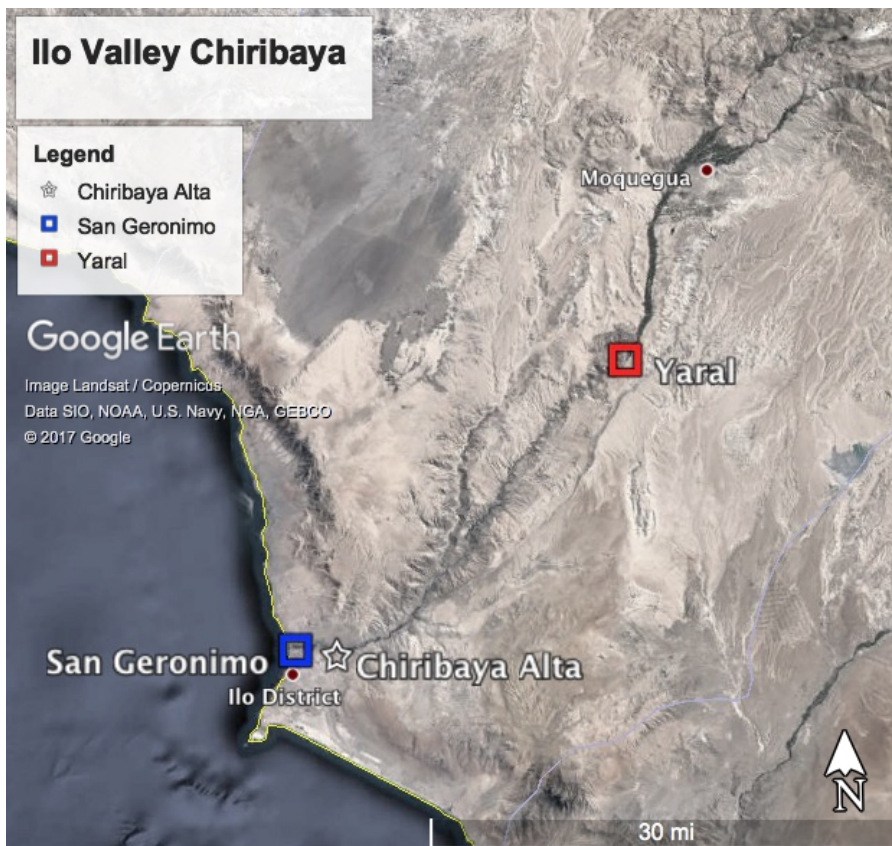 Ilo Valley Chiribaya
Legend
Chiribaya Alta
San Geronimo
Yaral
Moquegua
Google Earth
Yaral
Image Landsat / Copernicus
Data SIO, NOAA, U.S. Navy, NGA, GEBCO
© 2017 Google
San Geronimo
Chiribaya Alta
Ilo District
N
30 mi